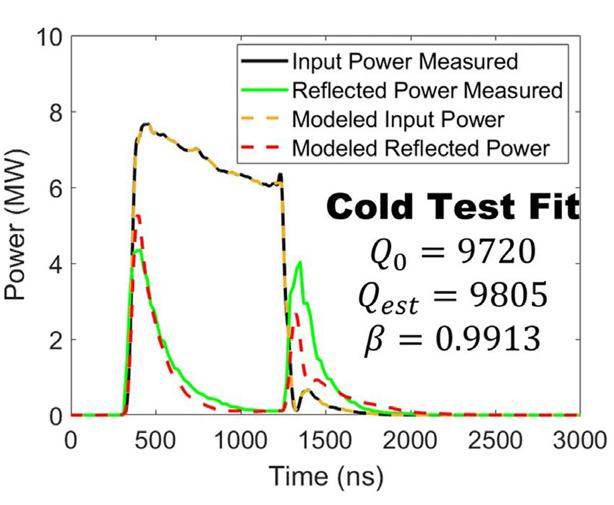 10
8
6
4
2
0
Power (MW)
Input Power Measured
Reflected Power Measured
Modeled Input Power
Modeled Reflected Power
Cold Test Fit
Q₀ = 9720
Qₑₛₜ = 9805
β = 0.9913
0 500 1000 1500 2000 2500 3000
Time (ns)